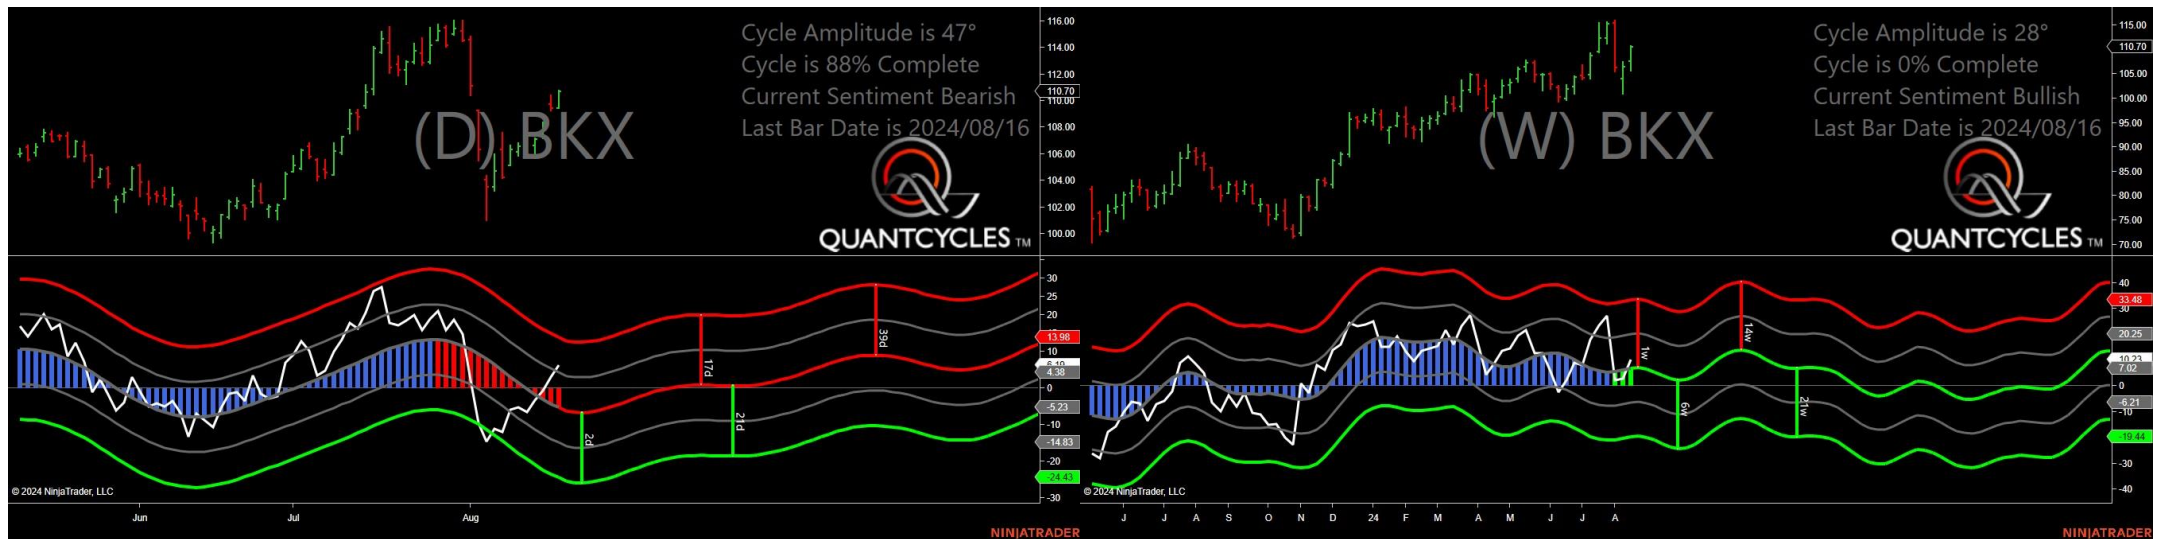 Cycle Amplitude is 47°
Cycle is 88% Complete
Current Sentiment Bearish
Last Bar Date is 2024/08/16
(D) BKX
QUANTCYCLES TM
116.00
114.00
112.00
110.70
110.00
108.00
106.00
104.00
102.00
100.00
30
25
20
13.98
10
4.38
0
-5.23
-10
-14.83
-20
-24.43
-30
2d
17d
21d
39d
© 2024 NinjaTrader, LLC
Jun Jul Aug
NINJATRADER
Cycle Amplitude is 28°
Cycle is 0% Complete
Current Sentiment Bullish
Last Bar Date is 2024/08/16
(W) BKX
QUANTCYCLES TM
115.00
110.70
105.00
100.00
95.00
90.00
85.00
80.00
75.00
70.00
40
33.48
30
20.25
10.23
7.02
0
-6.21
-10
-19.44
-30
-40
1w
6w
14w
21w
© 2024 NinjaTrader, LLC
J J A S O N D 24 F M A M J J A
NINJATRADER